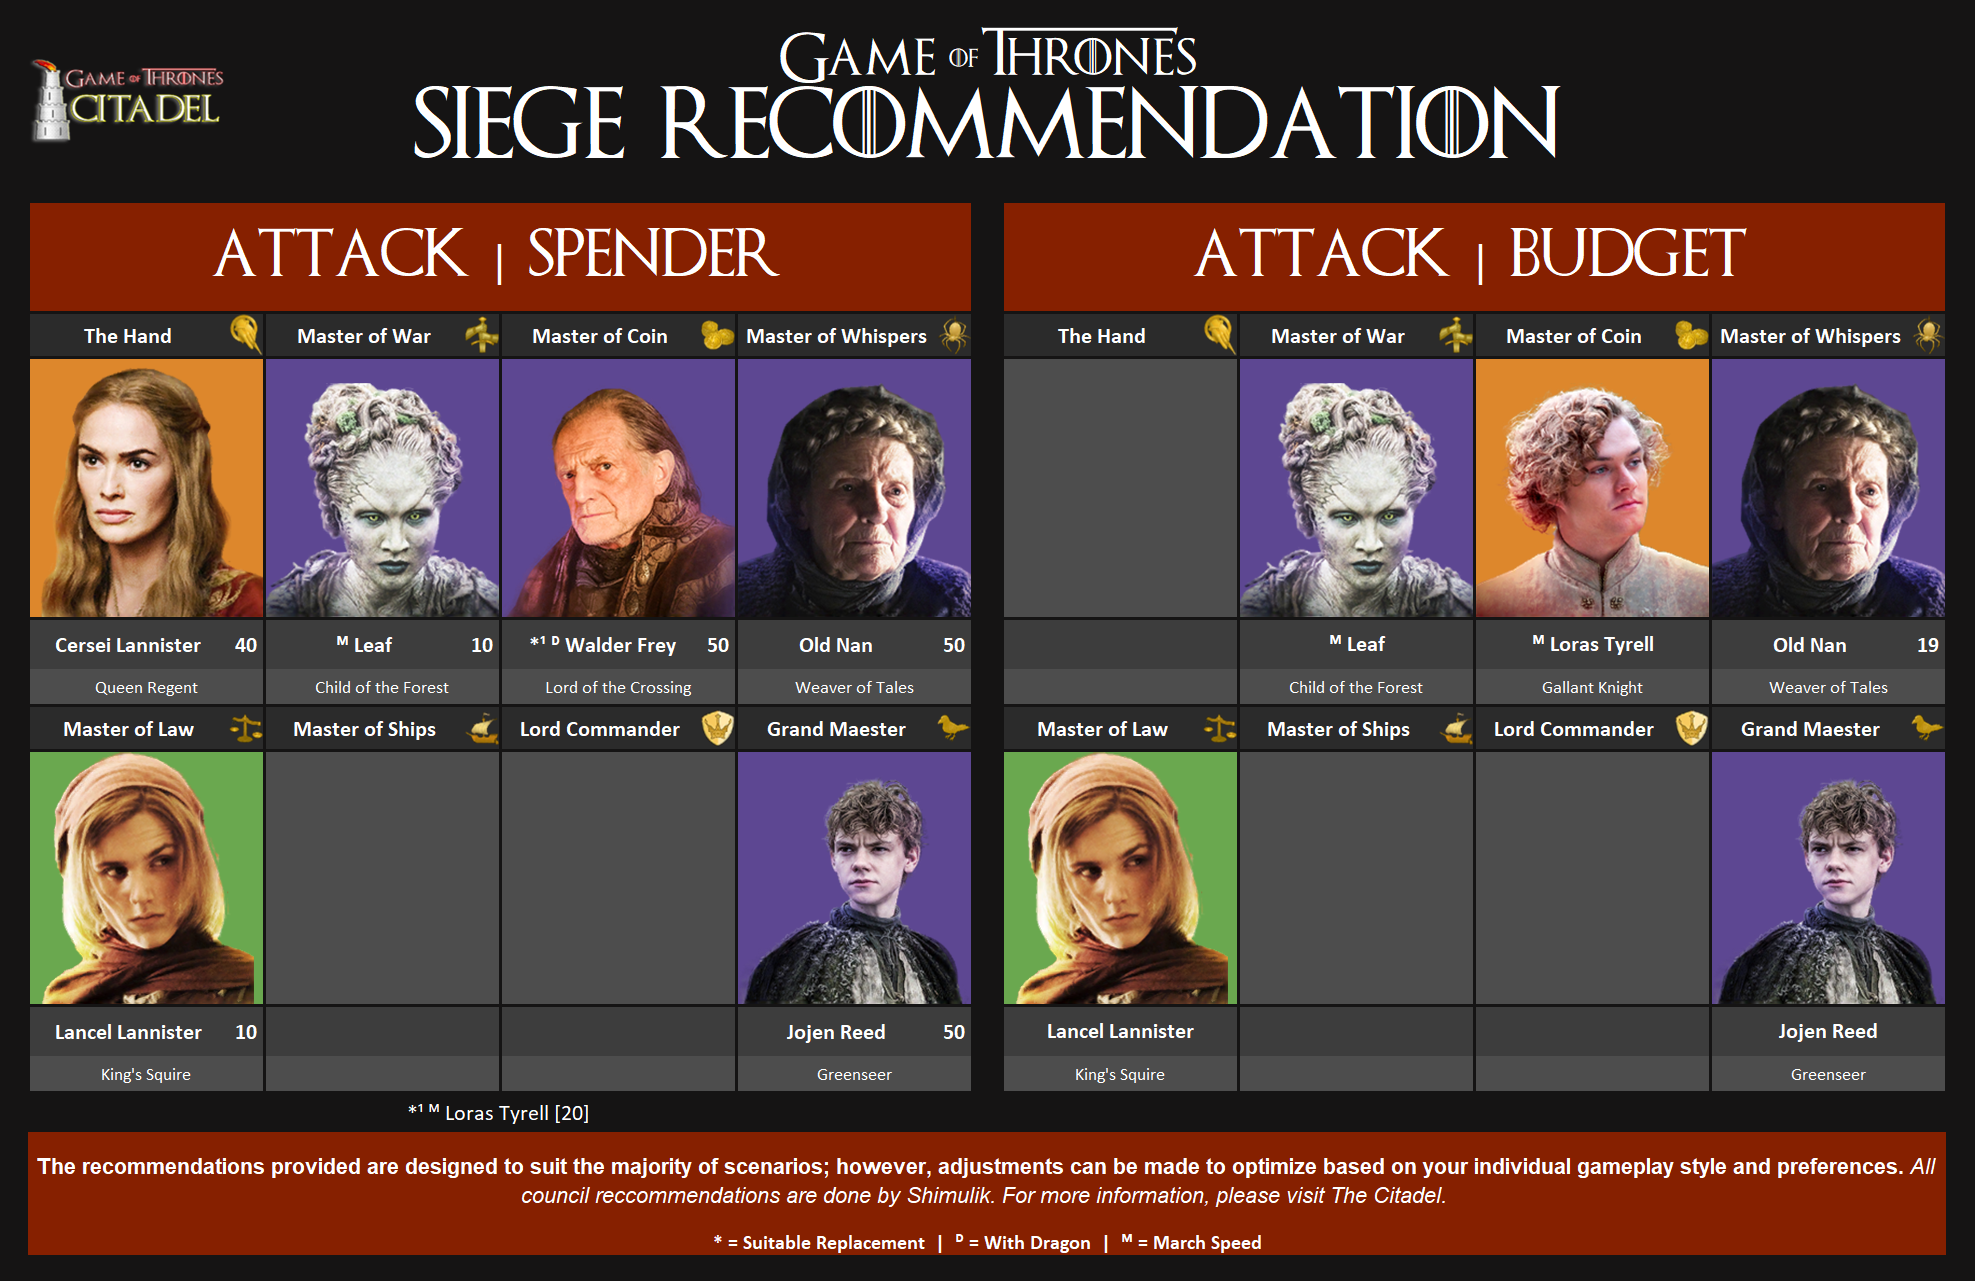 GAME OF THRONES
CITADEL
GAME OF THRONES
SIEGE RECOMMENDATION
ATTACK | SPENDER
The Hand
Master of War
Master of Coin
Master of Whispers
Cersei Lannister 40
ᴹ Leaf 10
*¹ ᴰ Walder Frey 50
Old Nan 50
Queen Regent
Child of the Forest
Lord of the Crossing
Weaver of Tales
Master of Law
Master of Ships
Lord Commander
Grand Maester
Lancel Lannister 10
Jojen Reed 50
King's Squire
Greenseer
*¹ ᴹ Loras Tyrell [20]
ATTACK | BUDGET
The Hand
Master of War
Master of Coin
Master of Whispers
ᴹ Leaf
ᴹ Loras Tyrell
Old Nan 19
Child of the Forest
Gallant Knight
Weaver of Tales
Master of Law
Master of Ships
Lord Commander
Grand Maester
Lancel Lannister
Jojen Reed
King's Squire
Greenseer
The recommendations provided are designed to suit the majority of scenarios; however, adjustments can be made to optimize based on your individual gameplay style and preferences. All
council reccommendations are done by Shimulik. For more information, please visit The Citadel.
* = Suitable Replacement | ᴰ = With Dragon | ᴹ = March Speed